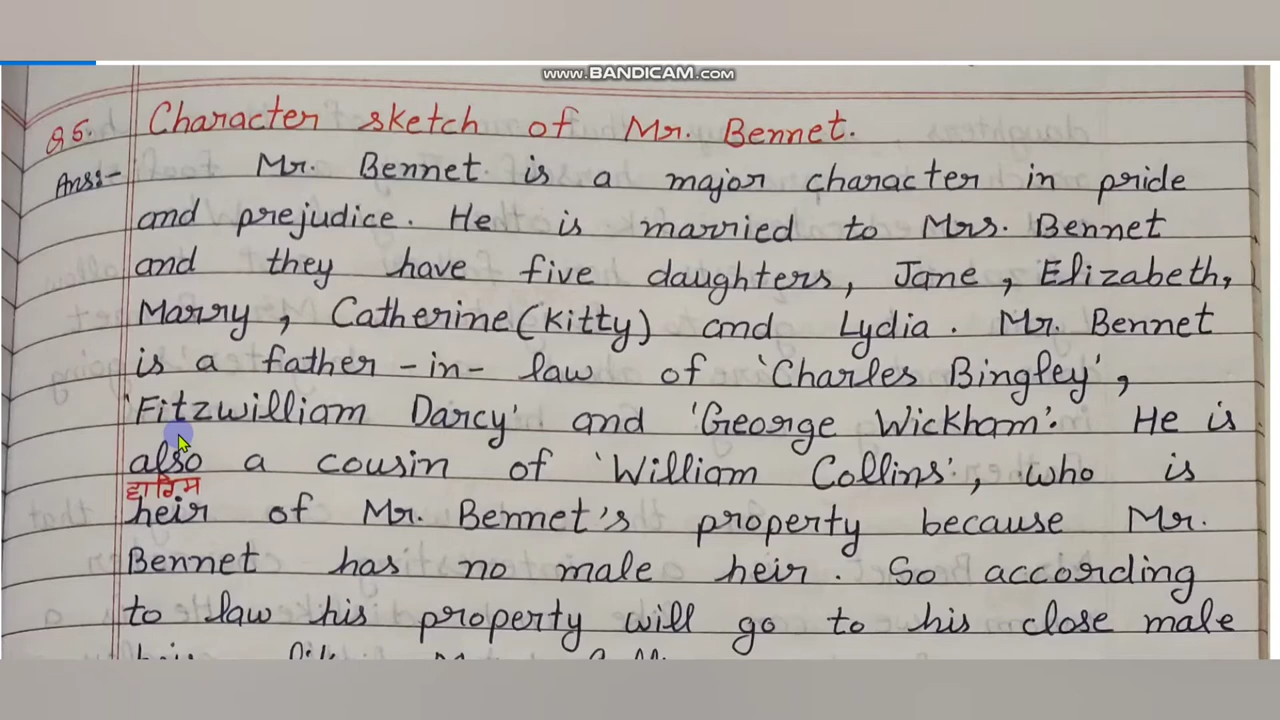 www.BANDICAM.com
Q5. Character sketch of Mr. Bennet.
Ans:- Mr. Bennet is a major character in pride
and prejudice. He is married to Mrs. Bennet
and they have five daughters, Jane, Elizabeth,
Marry, Catherine(Kitty) and Lydia. Mr. Bennet
is a father-in-law of 'Charles Bingley',
'Fitzwilliam Darcy' and 'George Wickham'. He is
also a cousin of 'William Collins', who is
ਵਾਰਿਸ
heir of Mr. Bennet's property because Mr.
Bennet has no male heir. So according
to law his property will go to his close male